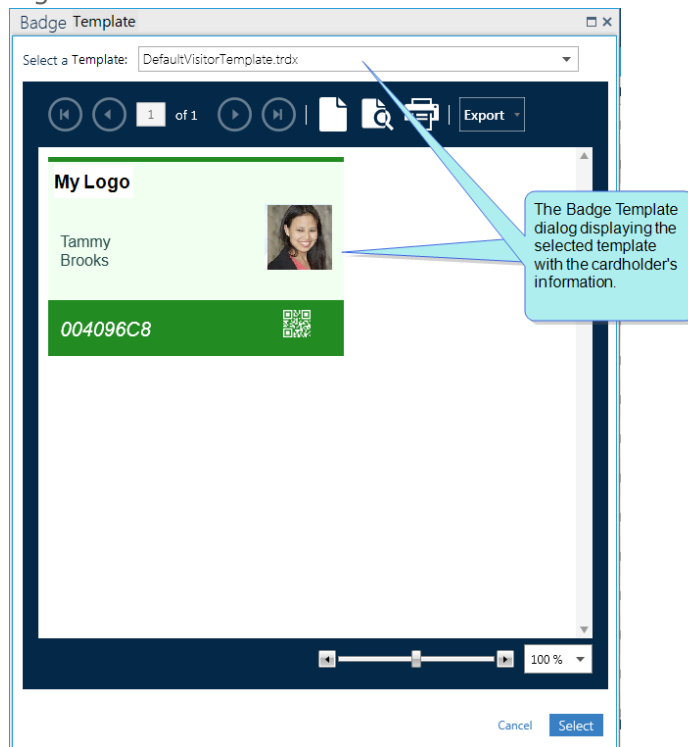 Badge Template
Select a Template: DefaultVisitorTemplate.trdx
1 of 1 Export
My Logo
Tammy
Brooks
004096C8
The Badge Template
dialog displaying the
selected template
with the cardholder's
information.
100 %
Cancel Select